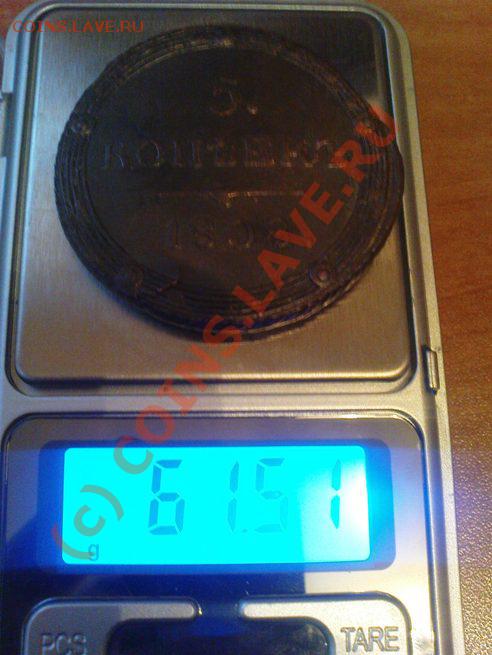 COINS.LAVE.RU
5.
КОПѢЕКЪ
(c) COINS.LAVE.RU
61.51
g
PCS
TARE